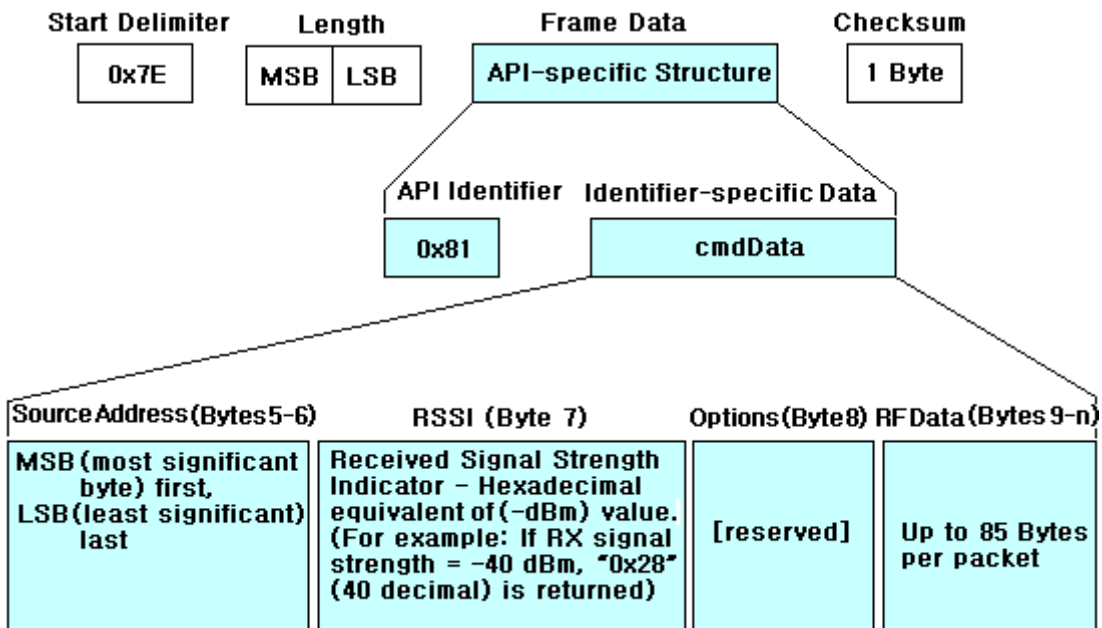 Start Delimiter
Length
Frame Data
Checksum
0x7E
MSB
LSB
API-specific Structure
1 Byte
API Identifier
Identifier-specific Data
0x81
cmdData
Source Address (Bytes 5-6)
RSSI (Byte 7)
Options (Byte 8)
RF Data (Bytes 9-n)
MSB (most significant
byte) first,
LSB (least significant)
last
Received Signal Strength
Indicator - Hexadecimal
equivalent of (-dBm) value.
(For example: If RX signal
strength = -40 dBm, "0x28"
(40 decimal) is returned)
[reserved]
Up to 85 Bytes
per packet